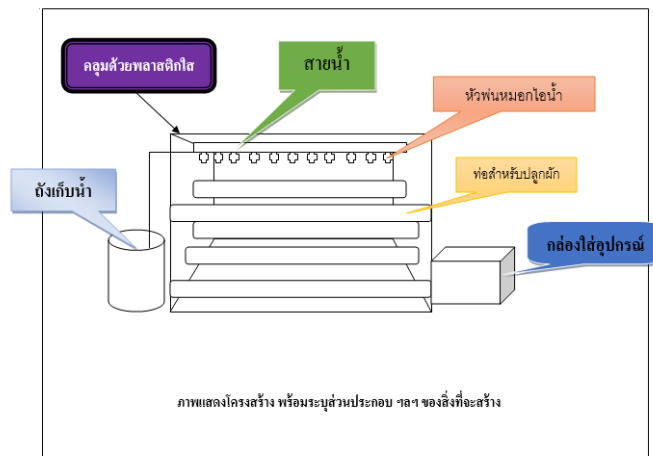 คลุมด้วยพลาสติกใส
สายน้ำ
หัวพ่นหมอกไอน้ำ
ท่อสำหรับปลูกผัก
ถังเก็บน้ำ
กล่องใส่อุปกรณ์
ภาพแสดงโครงสร้าง พร้อมระบุส่วนประกอบ ฯลฯ ของสิ่งที่จะสร้าง